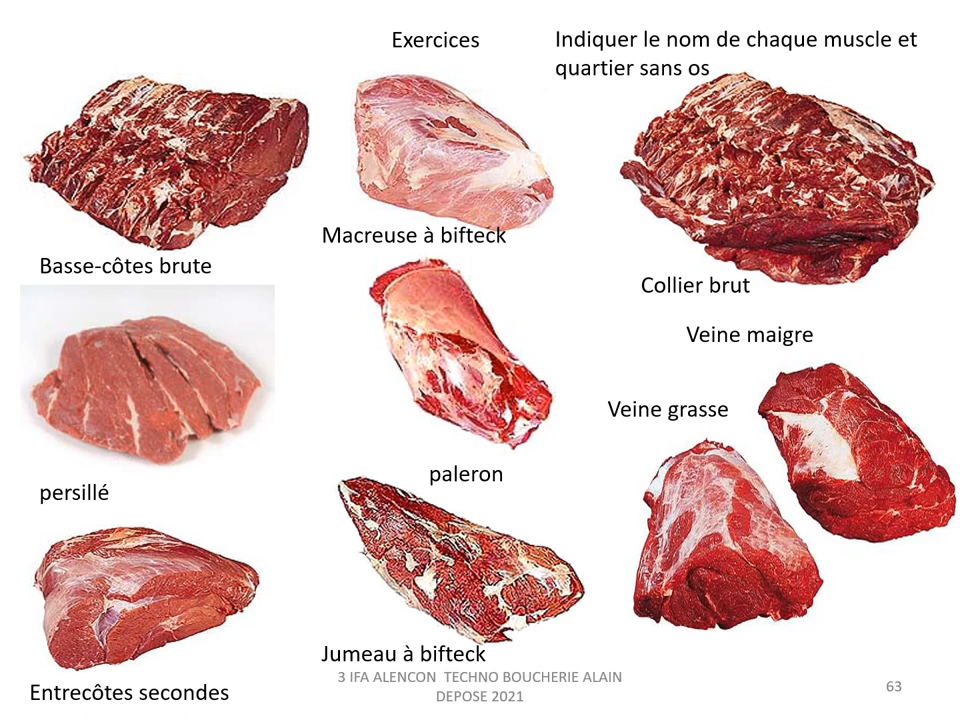 Exercices
Indiquer le nom de chaque muscle et
quartier sans os
Macreuse à bifteck
Basse-côtes brute
Collier brut
Veine maigre
Veine grasse
paleron
persillé
Jumeau à bifteck
Entrecôtes secondes
3 IFA ALENCON TECHNO BOUCHERIE ALAIN
DEPOSE 2021
63